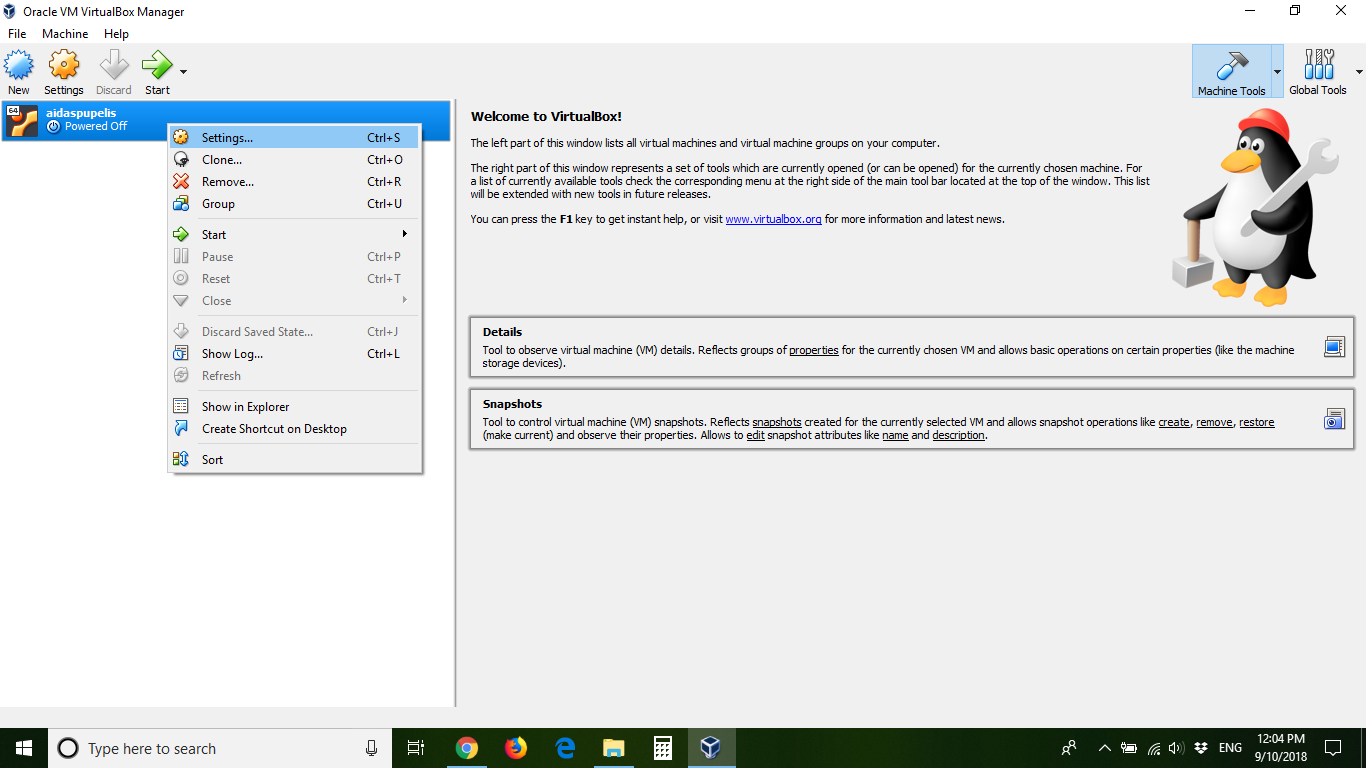 Oracle VM VirtualBox Manager
File Machine Help
New Settings Discard Start
Machine Tools Global Tools
64
aidaspupelis
Powered Off
Settings... Ctrl+S
Clone... Ctrl+O
Remove... Ctrl+R
Group Ctrl+U
Start
Pause Ctrl+P
Reset Ctrl+T
Close
Discard Saved State... Ctrl+J
Show Log... Ctrl+L
Refresh
Show in Explorer
Create Shortcut on Desktop
Sort
Welcome to VirtualBox!
The left part of this window lists all virtual machines and virtual machine groups on your computer.
The right part of this window represents a set of tools which are currently opened (or can be opened) for the currently chosen machine. For
a list of currently available tools check the corresponding menu at the right side of the main tool bar located at the top of the window. This list
will be extended with new tools in future releases.
You can press the F1 key to get instant help, or visit www.virtualbox.org for more information and latest news.
Details
Tool to observe virtual machine (VM) details. Reflects groups of properties for the currently chosen VM and allows basic operations on certain properties (like the machine
storage devices).
Snapshots
Tool to control virtual machine (VM) snapshots. Reflects snapshots created for the currently selected VM and allows snapshot operations like create, remove, restore
(make current) and observe their properties. Allows to edit snapshot attributes like name and description.
Type here to search
ENG
12:04 PM
9/10/2018